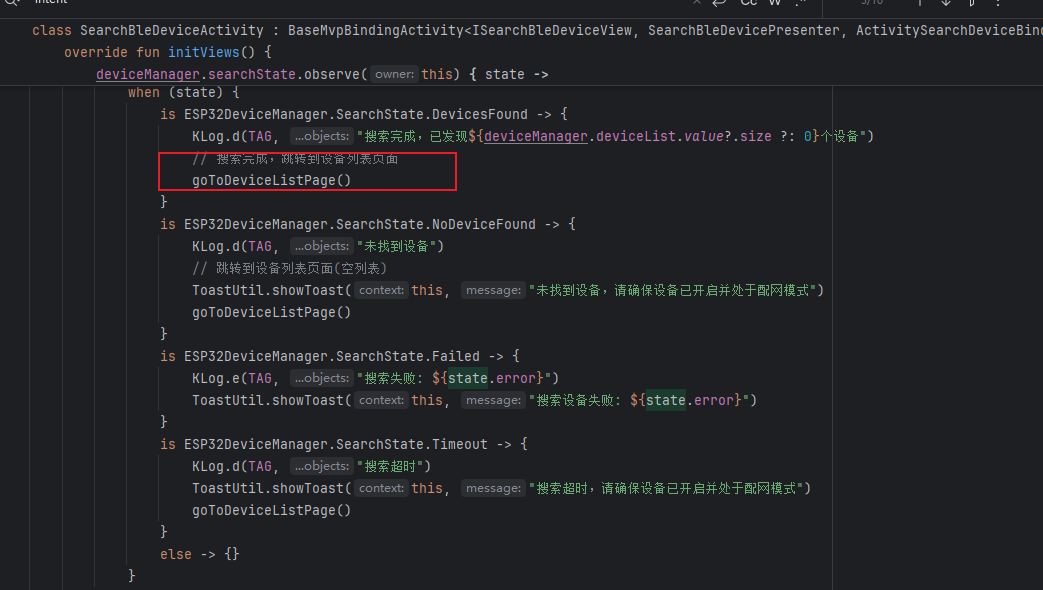 intent Cc W .* 5/10
class SearchBleDeviceActivity : BaseMvpBindingActivity<ISearchBleDeviceView, SearchBleDevicePresenter, ActivitySearchDeviceBind
override fun initViews() {
deviceManager.searchState.observe( owner: this) { state ->
when (state) {
is ESP32DeviceManager.SearchState.DevicesFound -> {
KLog.d(TAG, ...objects: "搜索完成，已发现${deviceManager.deviceList.value?.size ?: 0}个设备")
// 搜索完成，跳转到设备列表页面
goToDeviceListPage()
}
is ESP32DeviceManager.SearchState.NoDeviceFound -> {
KLog.d(TAG, ...objects: "未找到设备")
// 跳转到设备列表页面(空列表)
ToastUtil.showToast( context: this, message: "未找到设备，请确保设备已开启并处于配网模式")
goToDeviceListPage()
}
is ESP32DeviceManager.SearchState.Failed -> {
KLog.e(TAG, ...objects: "搜索失败: ${state.error}")
ToastUtil.showToast( context: this, message: "搜索设备失败: ${state.error}")
}
is ESP32DeviceManager.SearchState.Timeout -> {
KLog.d(TAG, ...objects: "搜索超时")
ToastUtil.showToast( context: this, message: "搜索超时，请确保设备已开启并处于配网模式")
goToDeviceListPage()
}
else -> {}
}